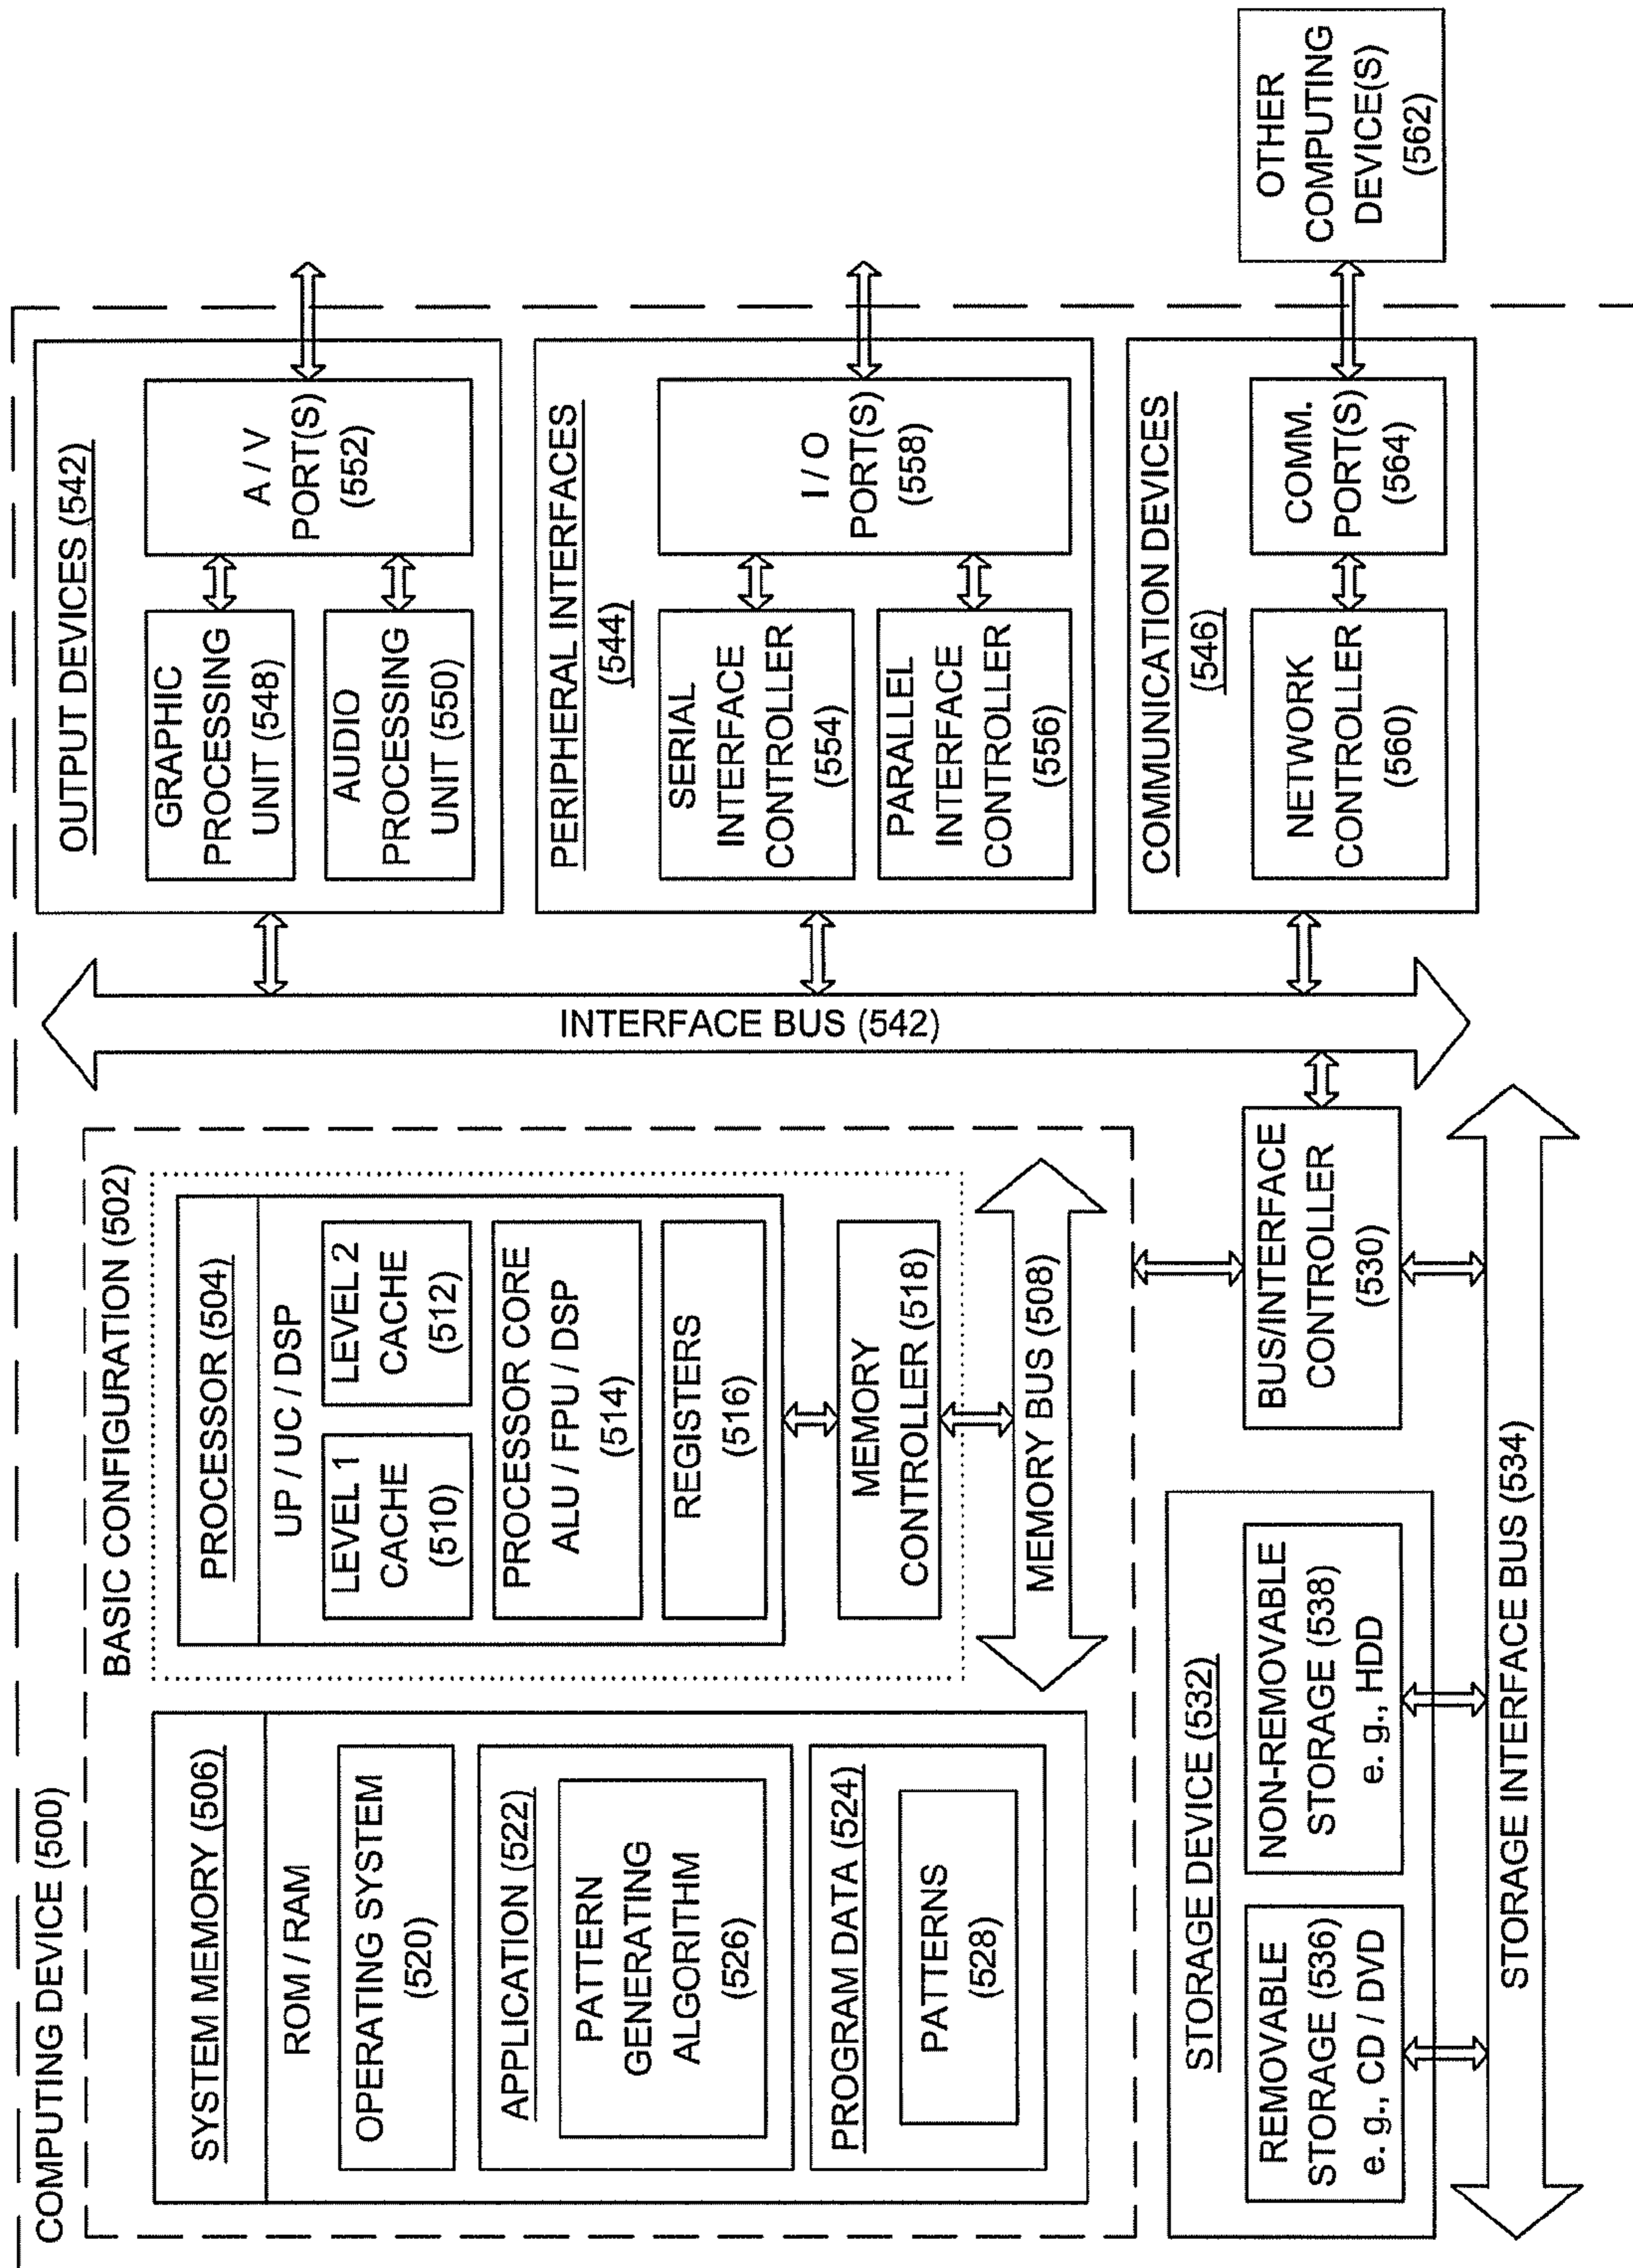 COMPUTING DEVICE (500)
BASIC CONFIGURATION (502)
SYSTEM MEMORY (506)
ROM / RAM
OPERATING SYSTEM
(520)
APPLICATION (522)
PATTERN
GENERATING
ALGORITHM
(526)
PROGRAM DATA (524)
PATTERNS
(528)
PROCESSOR (504)
UP / UC / DSP
LEVEL 1
CACHE
(510)
LEVEL 2
CACHE
(512)
PROCESSOR CORE
ALU / FPU / DSP
(514)
REGISTERS
(516)
MEMORY
CONTROLLER (518)
MEMORY BUS (508)
STORAGE DEVICE (532)
REMOVABLE
STORAGE (536)
e. g., CD / DVD
NON-REMOVABLE
STORAGE (538)
e. g., HDD
BUS/INTERFACE
CONTROLLER
(530)
STORAGE INTERFACE BUS (534)
INTERFACE BUS (542)
OUTPUT DEVICES (542)
GRAPHIC
PROCESSING
UNIT (548)
AUDIO
PROCESSING
UNIT (550)
A / V
PORT(S)
(552)
PERIPHERAL INTERFACES
(544)
SERIAL
INTERFACE
CONTROLLER
(554)
PARALLEL
INTERFACE
CONTROLLER
(556)
I / O
PORT(S)
(558)
COMMUNICATION DEVICES
(546)
NETWORK
CONTROLLER
(560)
COMM.
PORT(S)
(564)
OTHER
COMPUTING
DEVICE(S)
(562)